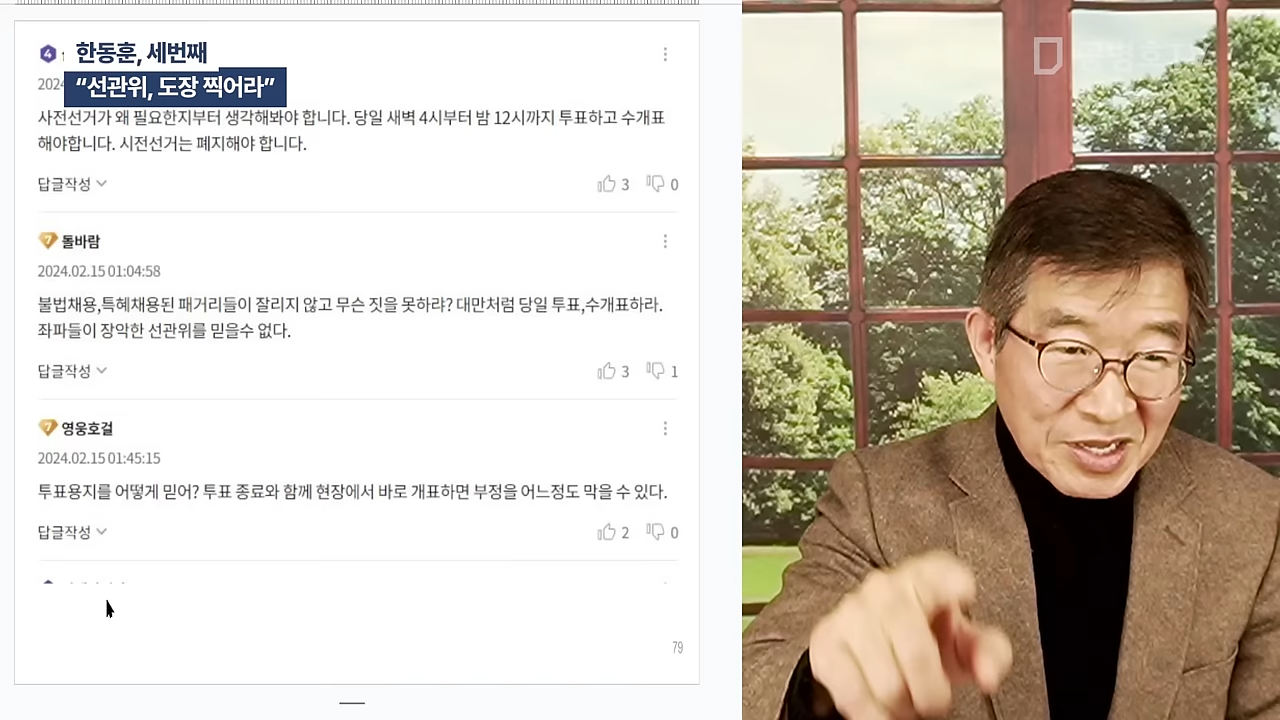 한동훈, 세번째
“선관위, 도장 찍어라”
4
2024
사전선거가 왜 필요한지부터 생각해봐야 합니다. 당일 새벽 4시부터 밤 12시까지 투표하고 수개표
해야합니다. 시전선거는 폐지해야 합니다.
답글작성
3 0
7 돌바람
2024.02.15 01:04:58
불법채용,특혜채용된 패거리들이 잘리지 않고 무슨 짓을 못하랴? 대만처럼 당일 투표,수개표하라.
좌파들이 장악한 선관위를 믿을수 없다.
답글작성
3 1
7 영웅호걸
2024.02.15 01:45:15
투표용지를 어떻게 믿어? 투표 종료와 함께 현장에서 바로 개표하면 부정을 어느정도 막을 수 있다.
답글작성
2 0
79